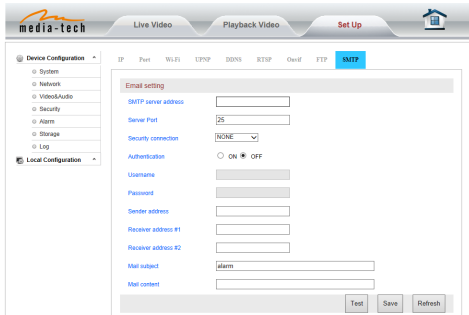 media-tech
Live Video
Playback Video
Set Up
Device Configuration
System
Network
Video&Audio
Security
Alarm
Storage
Log
Local Configuration
IP Port Wi-Fi UPNP DDNS RTSP Onvif FTP SMTP
Email setting
SMTP server address
Server Port 25
Security connection NONE
Authentication ON OFF
Username
Password
Sender address
Receiver address #1
Receiver address #2
Mail subject alarm
Mail content
Test Save Refresh